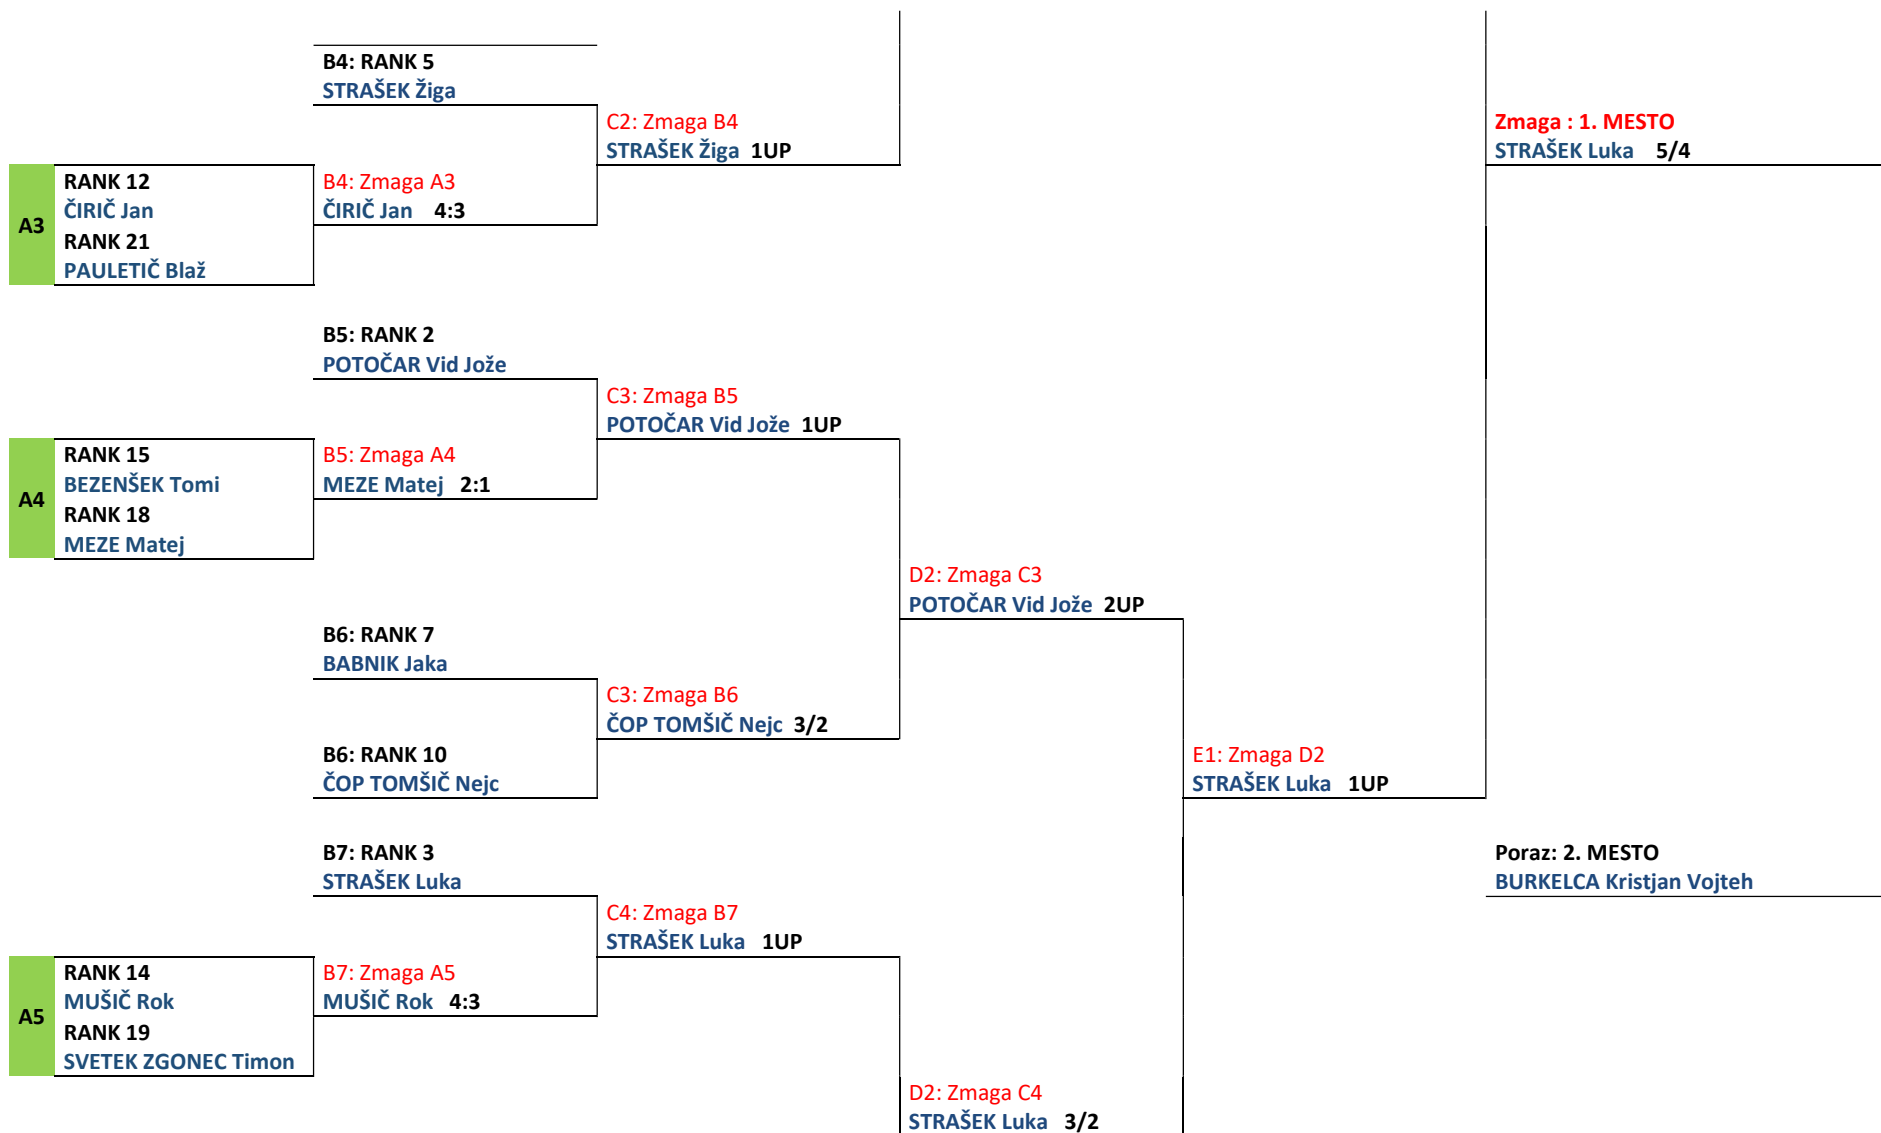 B4: RANK 5
STRAŠEK Žiga
C2: Zmaga B4
STRAŠEK Žiga 1UP
Zmaga : 1. MESTO
STRAŠEK Luka 5/4
A3
RANK 12
ČIRIČ Jan
RANK 21
PAULETIČ Blaž
B4: Zmaga A3
ČIRIČ Jan 4:3
B5: RANK 2
POTOČAR Vid Jože
C3: Zmaga B5
POTOČAR Vid Jože 1UP
A4
RANK 15
BEZENŠEK Tomi
RANK 18
MEZE Matej
B5: Zmaga A4
MEZE Matej 2:1
D2: Zmaga C3
POTOČAR Vid Jože 2UP
B6: RANK 7
BABNIK Jaka
C3: Zmaga B6
ČOP TOMŠIČ Nejc 3/2
B6: RANK 10
ČOP TOMŠIČ Nejc
E1: Zmaga D2
STRAŠEK Luka 1UP
B7: RANK 3
STRAŠEK Luka
Poraz: 2. MESTO
BURKELCA Kristjan Vojteh
C4: Zmaga B7
STRAŠEK Luka 1UP
A5
RANK 14
MUŠIČ Rok
RANK 19
SVETEK ZGONEC Timon
B7: Zmaga A5
MUŠIČ Rok 4:3
D2: Zmaga C4
STRAŠEK Luka 3/2